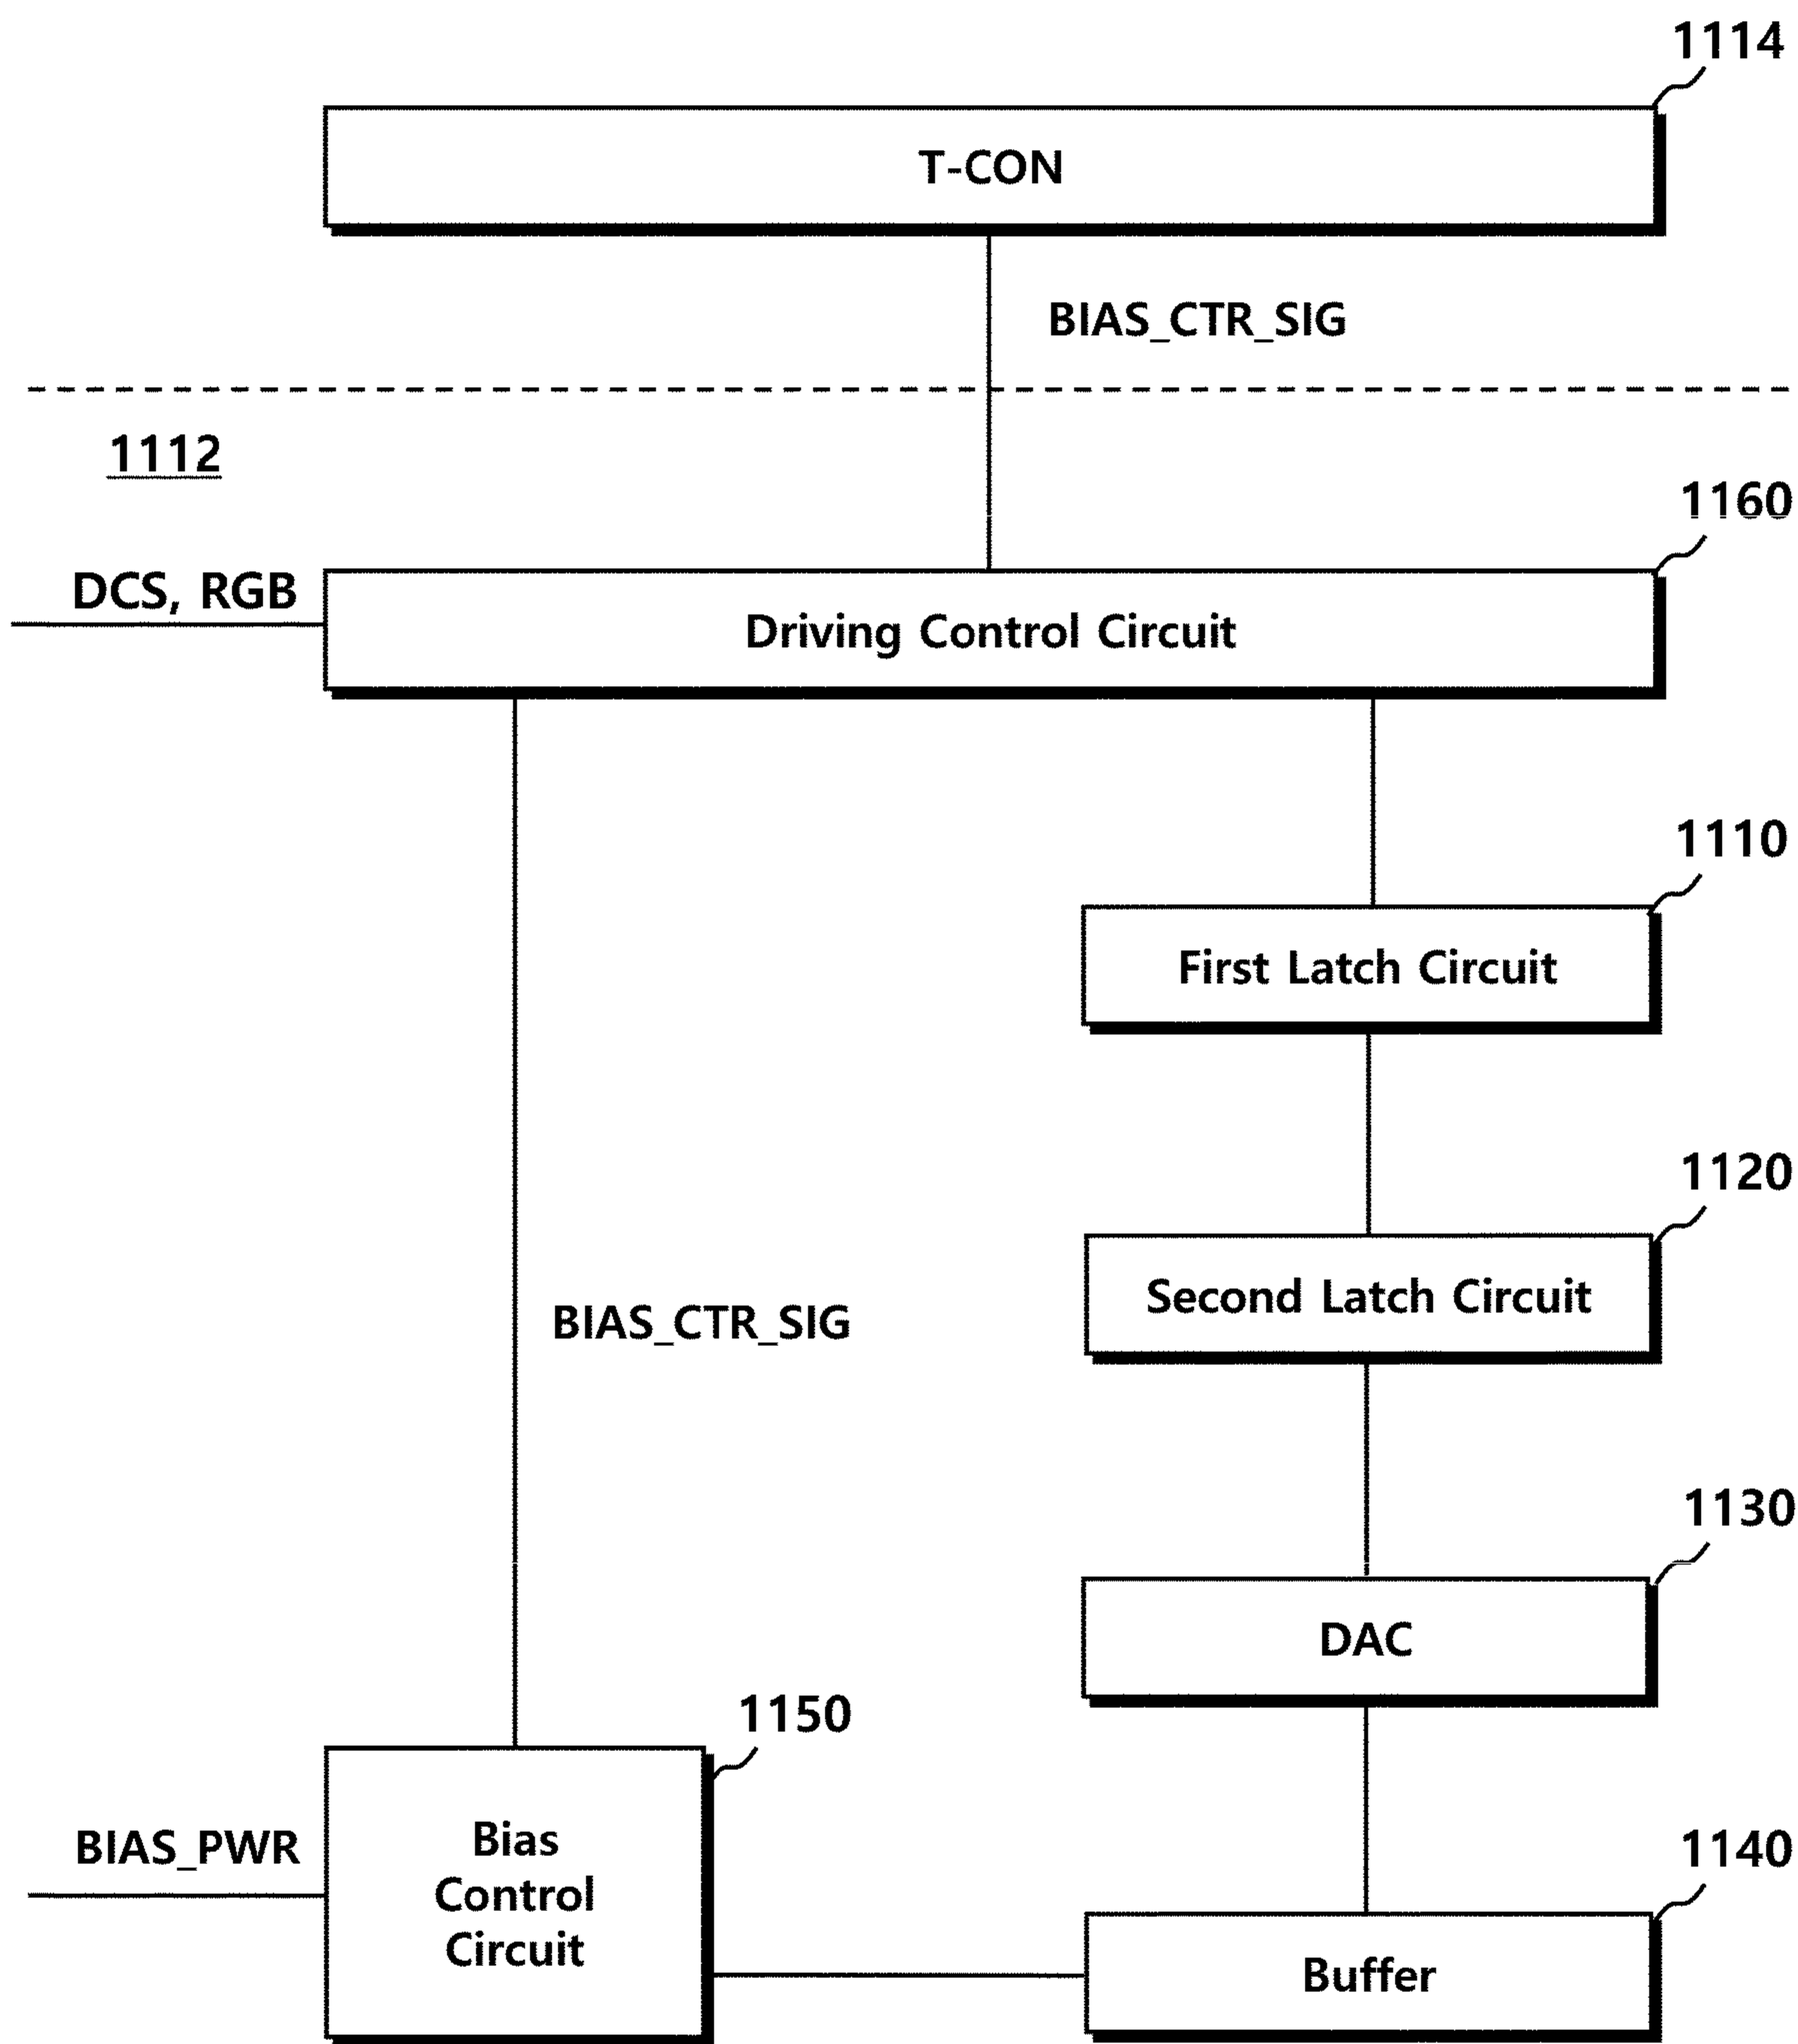 1114
T-CON
BIAS_CTR_SIG
1112
1160
DCS, RGB
Driving Control Circuit
1110
First Latch Circuit
1120
Second Latch Circuit
BIAS_CTR_SIG
1130
DAC
1150
BIAS_PWR
Bias
Control
Circuit
1140
Buffer